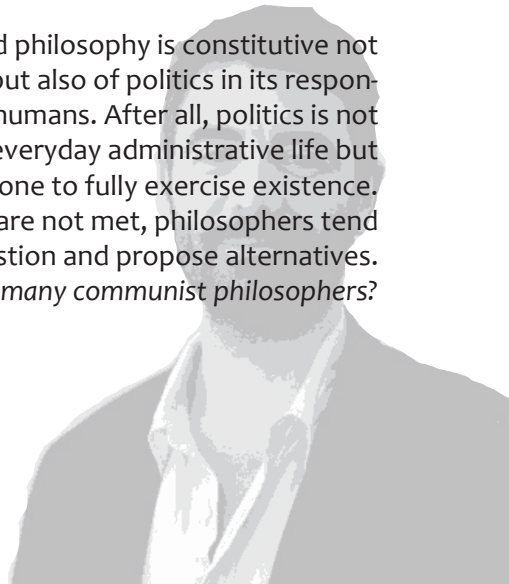 d philosophy is constitutive not
but also of politics in its respon-
humans. After all, politics is not
everyday administrative life but
one to fully exercise existence.
are not met, philosophers tend
stion and propose alternatives.
many communist philosophers?